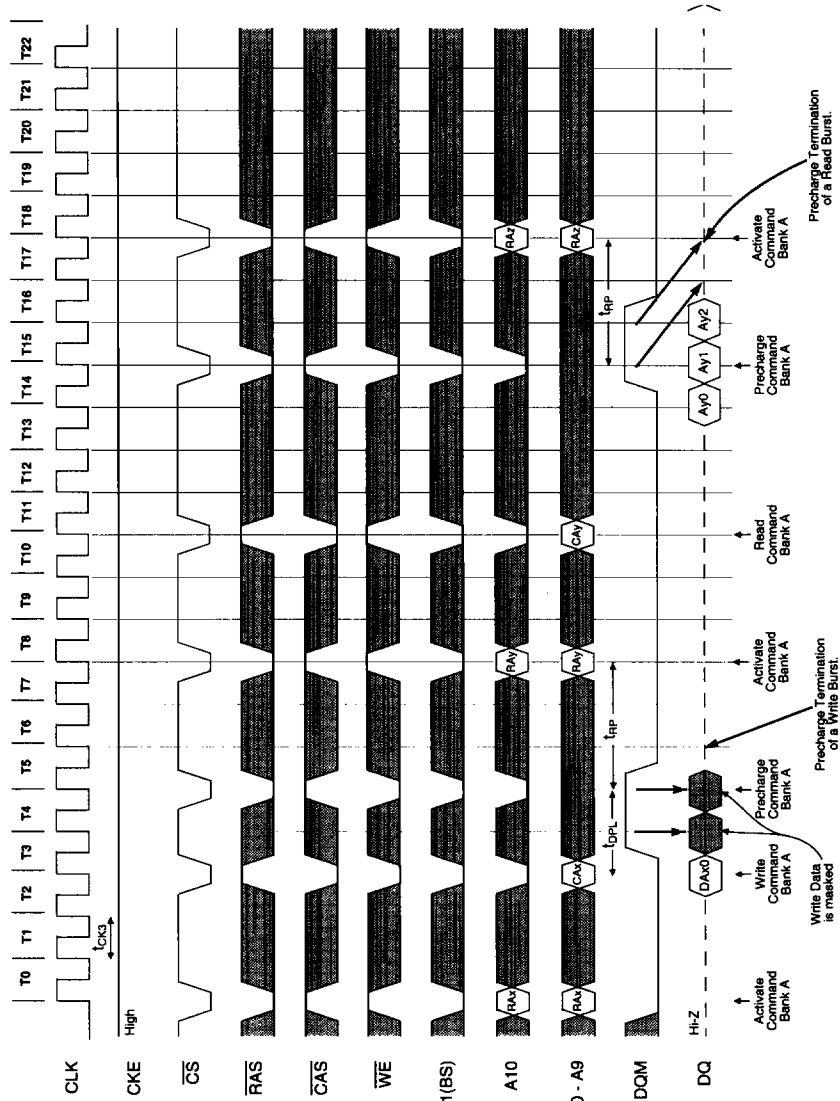 T0 T1 T2 T3 T4 T5 T6 T7 T8 T9 T10 T11 T12 T13 T14 T15 T16 T17 T18 T19 T20 T21 T22
CLK
tCK3
CKE
High
CS
RAS
CAS
WE
1(BS)
A10
RAx RAy RAz
0 - A9
RAx CAx RAy CAy RAz
tDPL tRP tRP
DQM
DQ
Hi-Z
DAx0 Ay0 Ay1 Ay2
Activate
Command
Bank A
Write
Command
Bank A
Precharge
Command
Bank A
Activate
Command
Bank A
Read
Command
Bank A
Precharge
Command
Bank A
Activate
Command
Bank A
Write Data
is masked
Precharge Termination
of a Write Burst.
Precharge Termination
of a Read Burst.